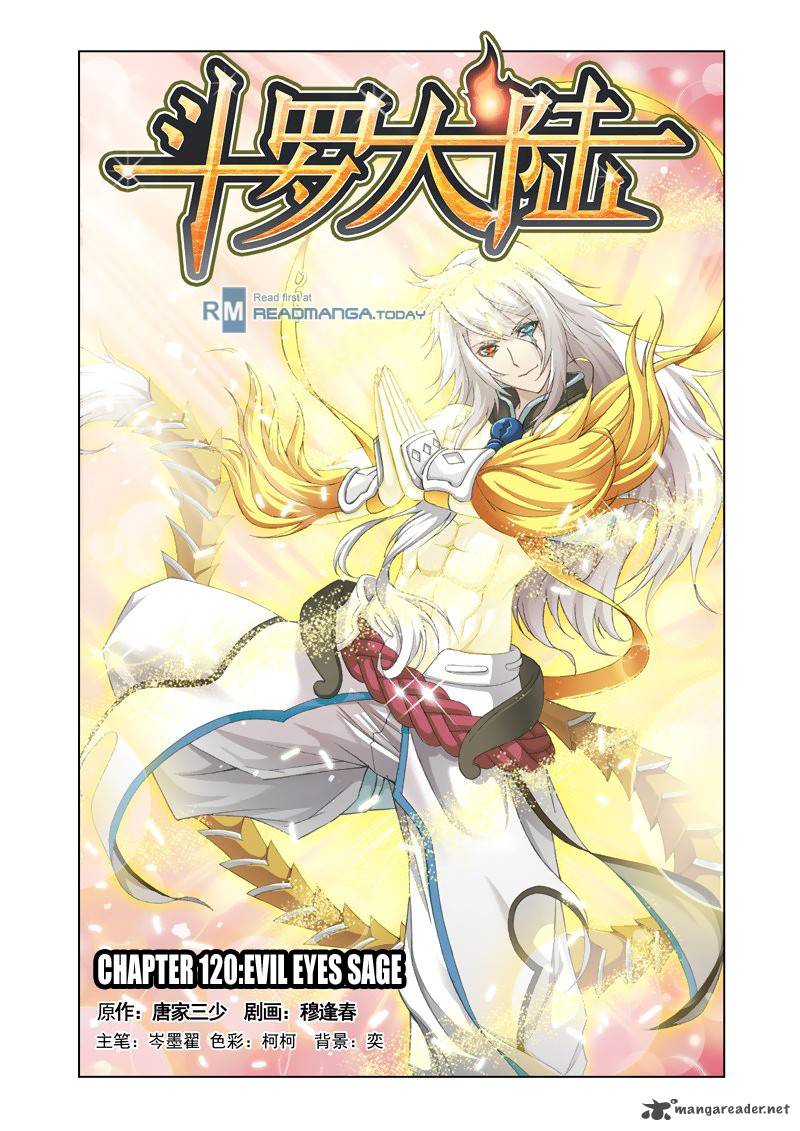 斗罗大陆
RM Read first at
READMANGA.TODAY
CHAPTER 120:EVIL EYES SAGE
原作：唐家三少 剧画：穆逢春
主笔：岑墨翟 色彩：柯柯 背景：奕
mangareader.net